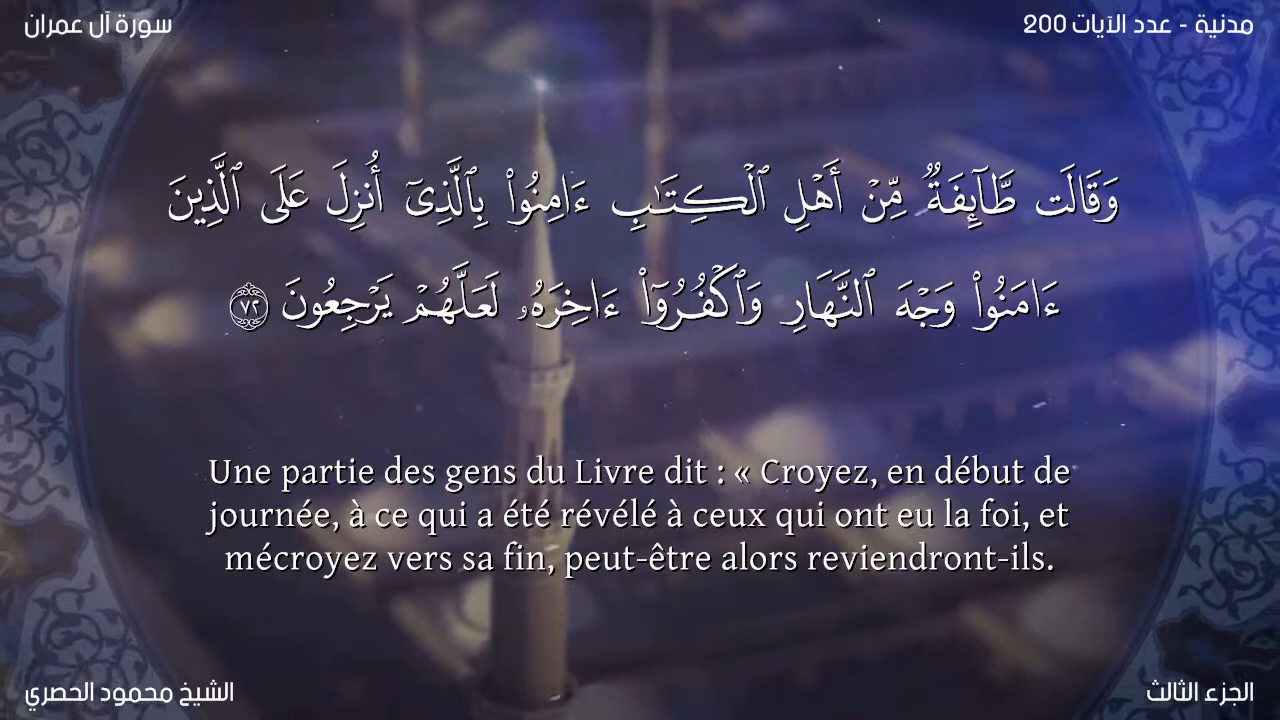 سورة آل عمران
مدنية - عدد الآيات 200
وَقَالَت طَّآئِفَةٌ مِّنْ أَهْلِ ٱلْكِتَٰبِ ءَامِنُوا۟ بِٱلَّذِىٓ أُنزِلَ عَلَى ٱلَّذِينَ
ءَامَنُوا۟ وَجْهَ ٱلنَّهَارِ وَٱكْفُرُوٓا۟ ءَاخِرَهُۥ لَعَلَّهُمْ يَرْجِعُونَ ٧٢
Une partie des gens du Livre dit : « Croyez, en début de
journée, à ce qui a été révélé à ceux qui ont eu la foi, et
mécroyez vers sa fin, peut-être alors reviendront-ils.
الشيخ محمود الحصري
الجزء الثالث